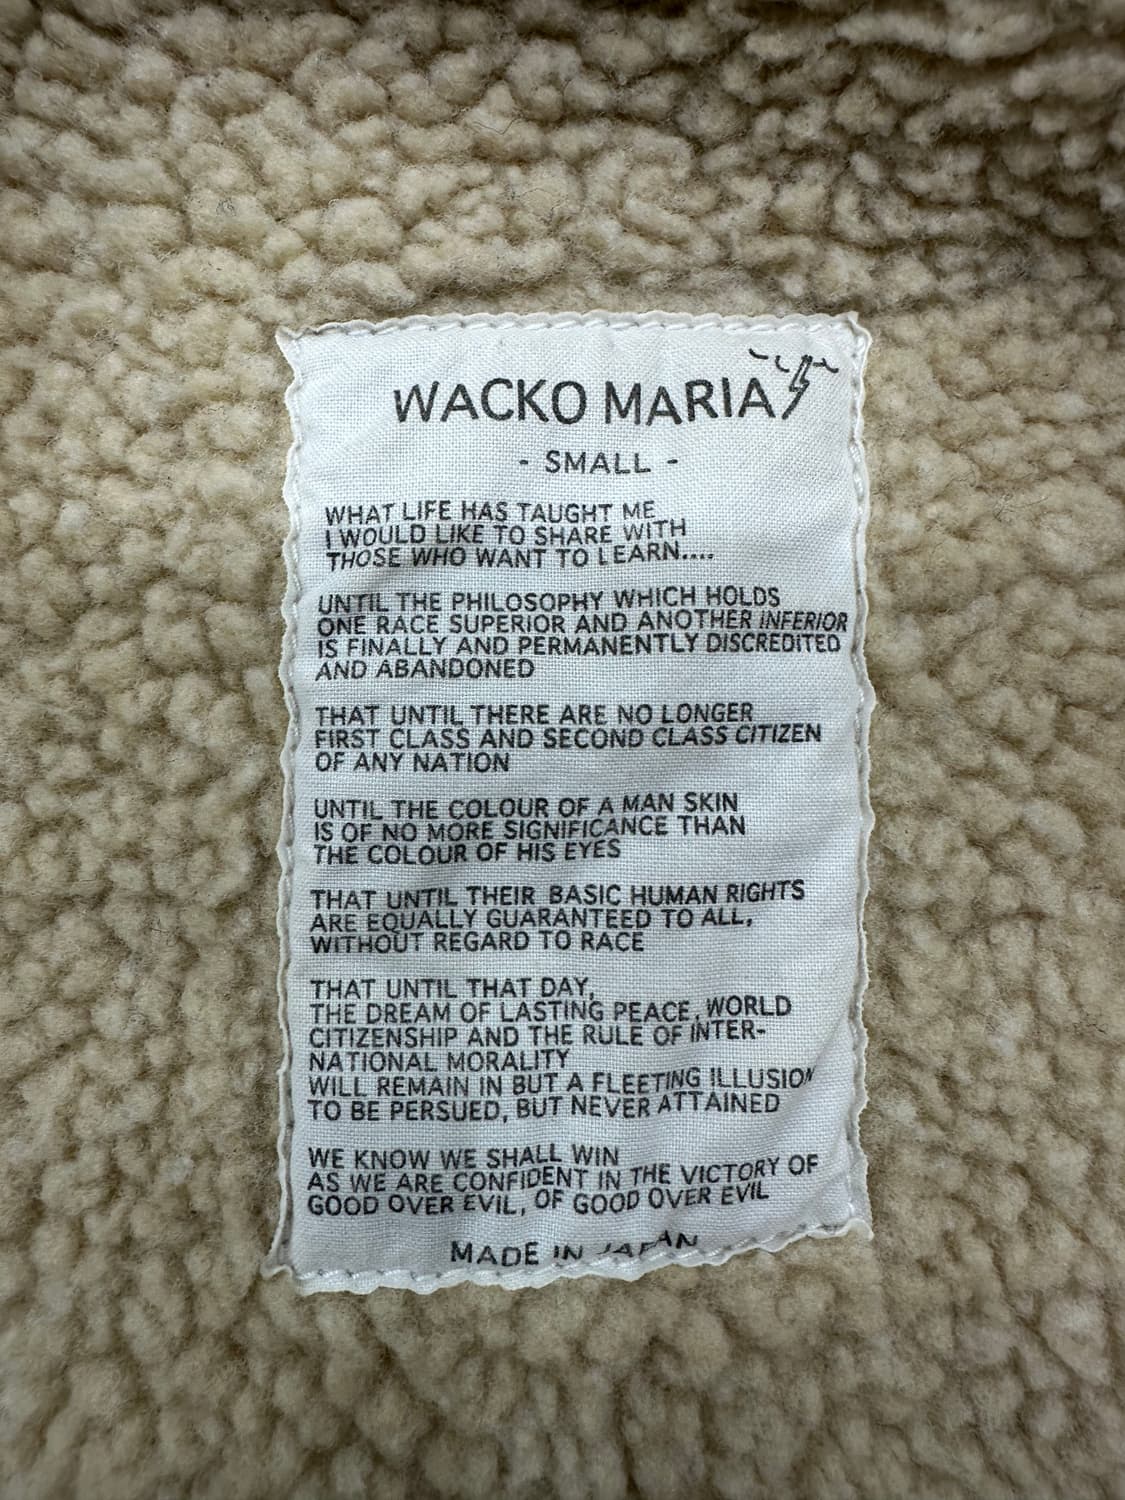 WACKO MARIA
- SMALL -
WHAT LIFE HAS TAUGHT ME
I WOULD LIKE TO SHARE WITH
THOSE WHO WANT TO LEARN....
UNTIL THE PHILOSOPHY WHICH HOLDS
ONE RACE SUPERIOR AND ANOTHER INFERIOR
IS FINALLY AND PERMANENTLY DISCREDITED
AND ABANDONED
THAT UNTIL THERE ARE NO LONGER
FIRST CLASS AND SECOND CLASS CITIZEN
OF ANY NATION
UNTIL THE COLOUR OF A MAN SKIN
IS OF NO MORE SIGNIFICANCE THAN
THE COLOUR OF HIS EYES
THAT UNTIL THEIR BASIC HUMAN RIGHTS
ARE EQUALLY GUARANTEED TO ALL,
WITHOUT REGARD TO RACE
THAT UNTIL THAT DAY,
THE DREAM OF LASTING PEACE, WORLD
CITIZENSHIP AND THE RULE OF INTER-
NATIONAL MORALITY
WILL REMAIN IN BUT A FLEETING ILLUSION
TO BE PERSUED, BUT NEVER ATTAINED
WE KNOW WE SHALL WIN
AS WE ARE CONFIDENT IN THE VICTORY OF
GOOD OVER EVIL, OF GOOD OVER EVIL
MADE IN JAPAN